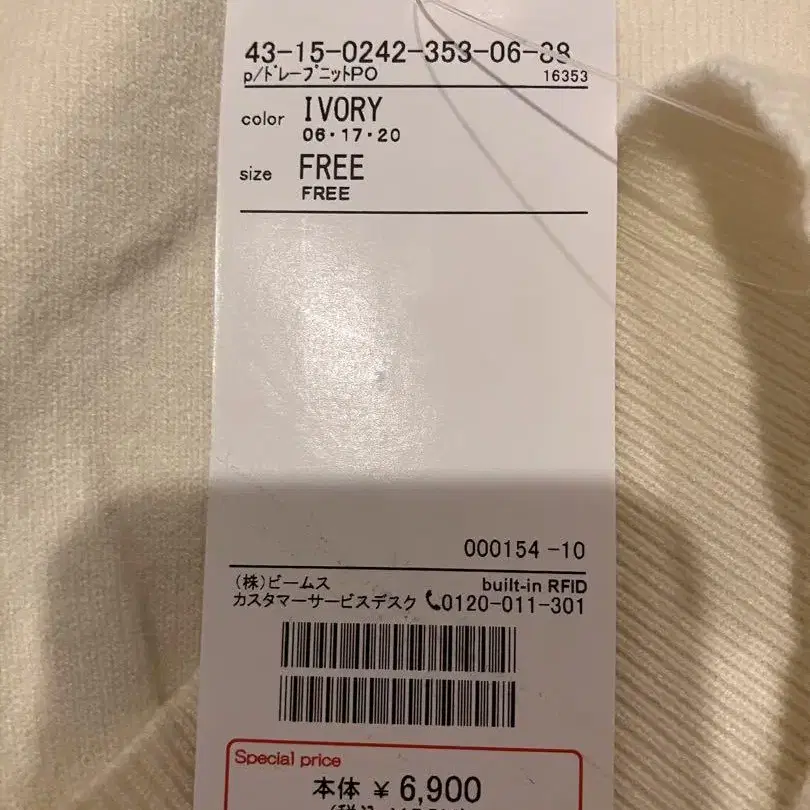 43-15-0242-353-06-88
p/ドレープニットPO 16353
color IVORY
06・17・20
size FREE
FREE
000154 -10
(株)ビームス built-in RFID
カスタマーサービスデスク 0120-011-301
Special price
本体 ¥ 6,900